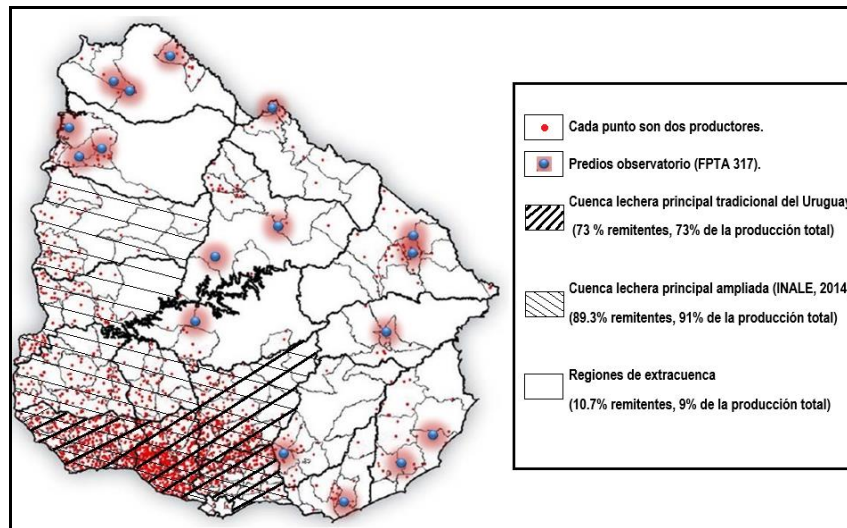 Cada punto son dos productores.
Predios observatorio (FPTA 317).
Cuenca lechera principal tradicional del Uruguay
(73 % remitentes, 73% de la producción total)
Cuenca lechera principal ampliada (INALE, 2014
(89.3% remitentes, 91% de la producción total)
Regiones de extracuenca
(10.7% remitentes, 9% de la producción total)